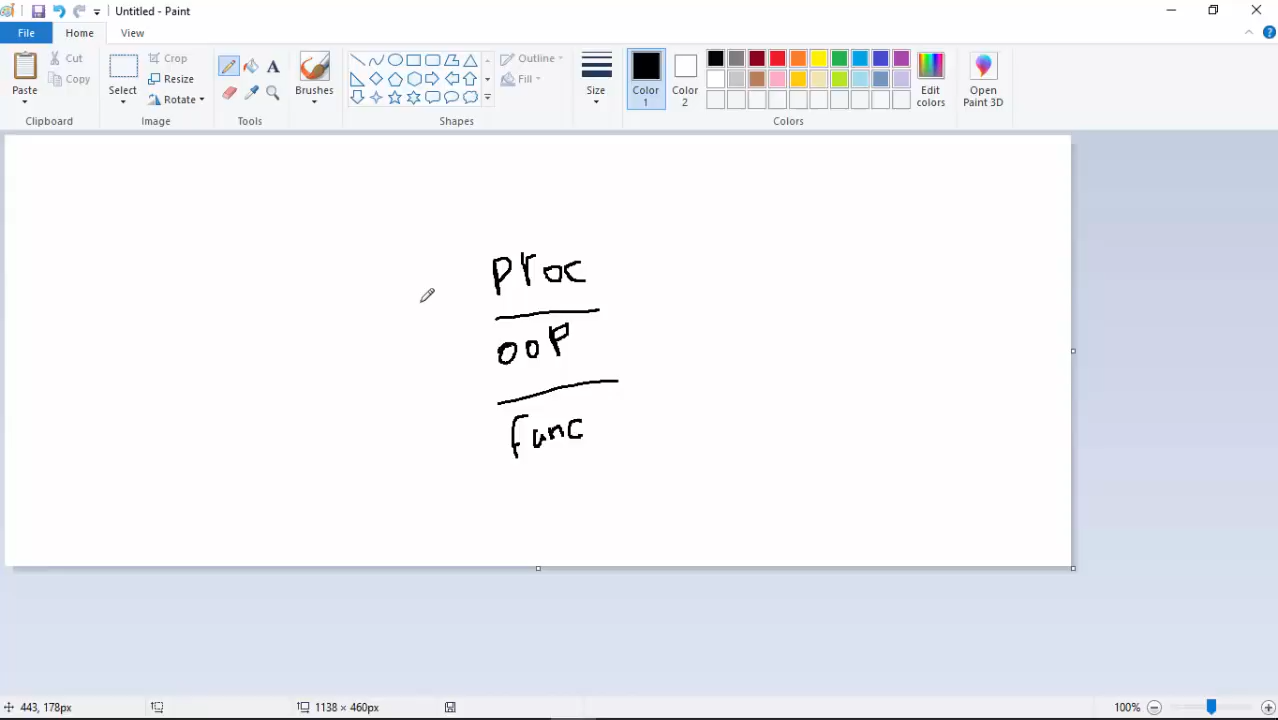 Untitled - Paint
File Home View
Paste Cut Copy Clipboard
Select Crop Resize Rotate Image
Tools
Brushes
Outline Fill Shapes
Size
Color 1 Color 2
Edit colors Colors
Open Paint 3D
Proc
OOP
Func
443, 178px 1138 × 460px 100%